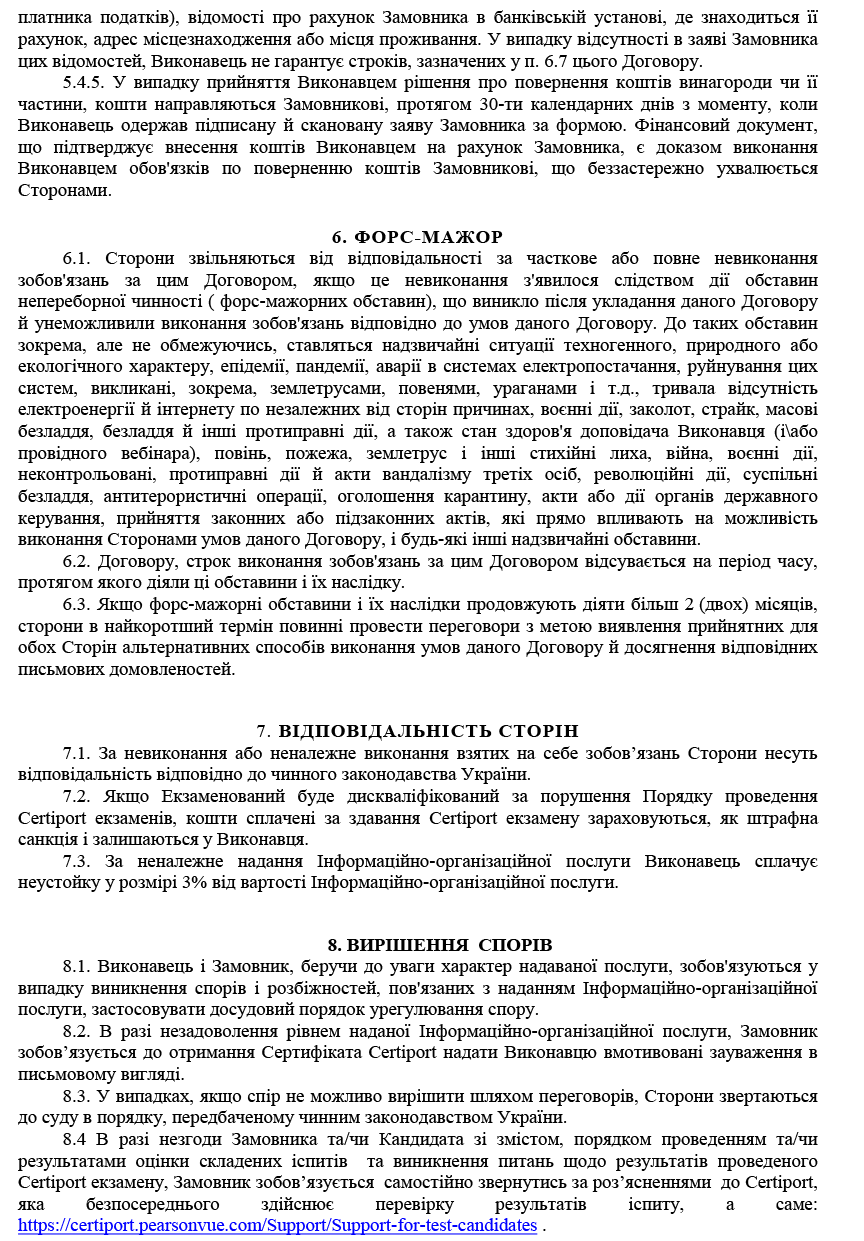 платника податків), відомості про рахунок Замовника в банківській установі, де знаходиться її
рахунок, адрес місцезнаходження або місця проживання. У випадку відсутності в заяві Замовника
цих відомостей, Виконавець не гарантує строків, зазначених у п. 6.7 цього Договору.
5.4.5. У випадку прийняття Виконавцем рішення про повернення коштів винагороди чи її
частини, кошти направляються Замовникові, протягом 30-ти календарних днів з моменту, коли
Виконавець одержав підписану й скановану заяву Замовника за формою. Фінансовий документ,
що підтверджує внесення коштів Виконавцем на рахунок Замовника, є доказом виконання
Виконавцем обов'язків по поверненню коштів Замовникові, що беззастережно ухвалюється
Сторонами.
6. ФОРС-МАЖОР
6.1. Сторони звільняються від відповідальності за часткове або повне невиконання
зобов'язань за цим Договором, якщо це невиконання з'явилося слідством дії обставин
непереборної чинності ( форс-мажорних обставин), що виникло після укладання даного Договору
й унеможливили виконання зобов'язань відповідно до умов даного Договору. До таких обставин
зокрема, але не обмежуючись, ставляться надзвичайні ситуації техногенного, природного або
екологічного характеру, епідемії, пандемії, аварії в системах електропостачання, руйнування цих
систем, викликані, зокрема, землетрусами, повенями, ураганами і т.д., тривала відсутність
електроенергії й інтернету по незалежних від сторін причинах, воєнні дії, заколот, страйк, масові
безладдя, безладдя й інші протиправні дії, а також стан здоров'я доповідача Виконавця (і\або
провідного вебінара), повінь, пожежа, землетрус і інші стихійні лиха, війна, воєнні дії,
неконтрольовані, протиправні дії й акти вандалізму третіх осіб, революційні дії, суспільні
безладдя, антитерористичні операції, оголошення карантину, акти або дії органів державного
керування, прийняття законних або підзаконних актів, які прямо впливають на можливість
виконання Сторонами умов даного Договору, і будь-які інші надзвичайні обставини.
6.2. Договору, строк виконання зобов'язань за цим Договором відсувається на період часу,
протягом якого діяли ці обставини і їх наслідку.
6.3. Якщо форс-мажорні обставини і їх наслідки продовжують діяти більш 2 (двох) місяців,
сторони в найкоротший термін повинні провести переговори з метою виявлення прийнятних для
обох Сторін альтернативних способів виконання умов даного Договору й досягнення відповідних
письмових домовленостей.
7. ВІДПОВІДАЛЬНІСТЬ СТОРІН
7.1. За невиконання або неналежне виконання взятих на себе зобов’язань Сторони несуть
відповідальність відповідно до чинного законодавства України.
7.2. Якщо Екзаменований буде дискваліфікований за порушення Порядку проведення
Certiport екзаменів, кошти сплачені за здавання Certiport екзамену зараховуються, як штрафна
санкція і залишаються у Виконавця.
7.3. За неналежне надання Інформаційно-організаційної послуги Виконавець сплачує
неустойку у розмірі 3% від вартості Інформаційно-організаційної послуги.
8. ВИРІШЕННЯ СПОРІВ
8.1. Виконавець і Замовник, беручи до уваги характер надаваної послуги, зобов'язуються у
випадку виникнення спорів і розбіжностей, пов'язаних з наданням Інформаційно-організаційної
послуги, застосовувати досудовий порядок урегулювання спору.
8.2. В разі незадоволення рівнем наданої Інформаційно-організаційної послуги, Замовник
зобов’язується до отримання Сертифіката Certiport надати Виконавцю вмотивовані зауваження в
письмовому вигляді.
8.3. У випадках, якщо спір не можливо вирішити шляхом переговорів, Сторони звертаються
до суду в порядку, передбаченому чинним законодавством України.
8.4 В разі незгоди Замовника та/чи Кандидата зі змістом, порядком проведенням та/чи
результатами оцінки складених іспитів та виникнення питань щодо результатів проведеного
Certiport екзамену, Замовник зобов’язується самостійно звернутись за роз’ясненнями до Certiport,
яка безпосереднього здійснює перевірку результатів іспиту, а саме:
https://certiport.pearsonvue.com/Support/Support-for-test-candidates .